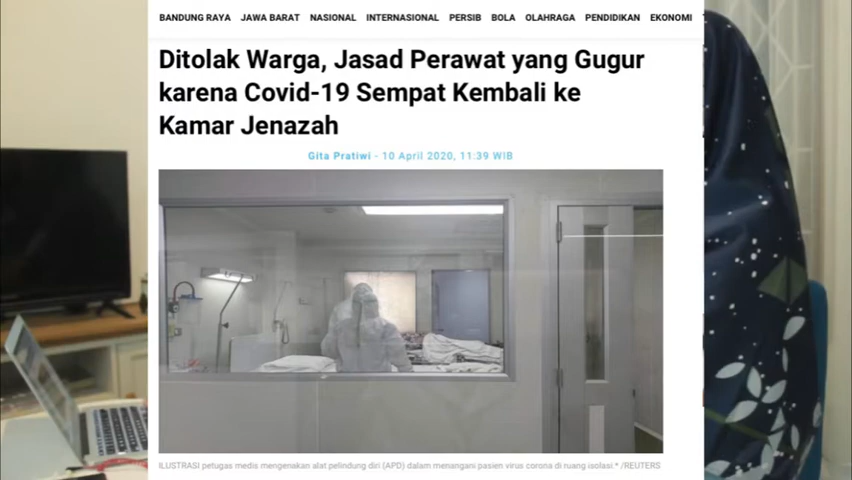 BANDUNG RAYA JAWA BARAT NASIONAL INTERNASIONAL PERSIB BOLA OLAHRAGA PENDIDIKAN EKONOMI
Ditolak Warga, Jasad Perawat yang Gugur
karena Covid-19 Sempat Kembali ke
Kamar Jenazah
Gita Pratiwi - 10 April 2020, 11:39 WIB
ILUSTRASI petugas medis mengenakan alat pelindung diri (APD) dalam menangani pasien virus corona di ruang isolasi.* /REUTERS